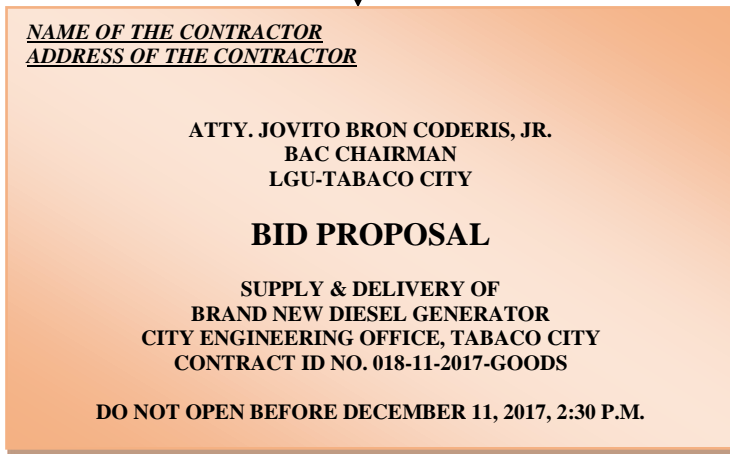 NAME OF THE CONTRACTOR
ADDRESS OF THE CONTRACTOR
ATTY. JOVITO BRON CODERIS, JR.
BAC CHAIRMAN
LGU-TABACO CITY
BID PROPOSAL
SUPPLY & DELIVERY OF
BRAND NEW DIESEL GENERATOR
CITY ENGINEERING OFFICE, TABACO CITY
CONTRACT ID NO. 018-11-2017-GOODS
DO NOT OPEN BEFORE DECEMBER 11, 2017, 2:30 P.M.